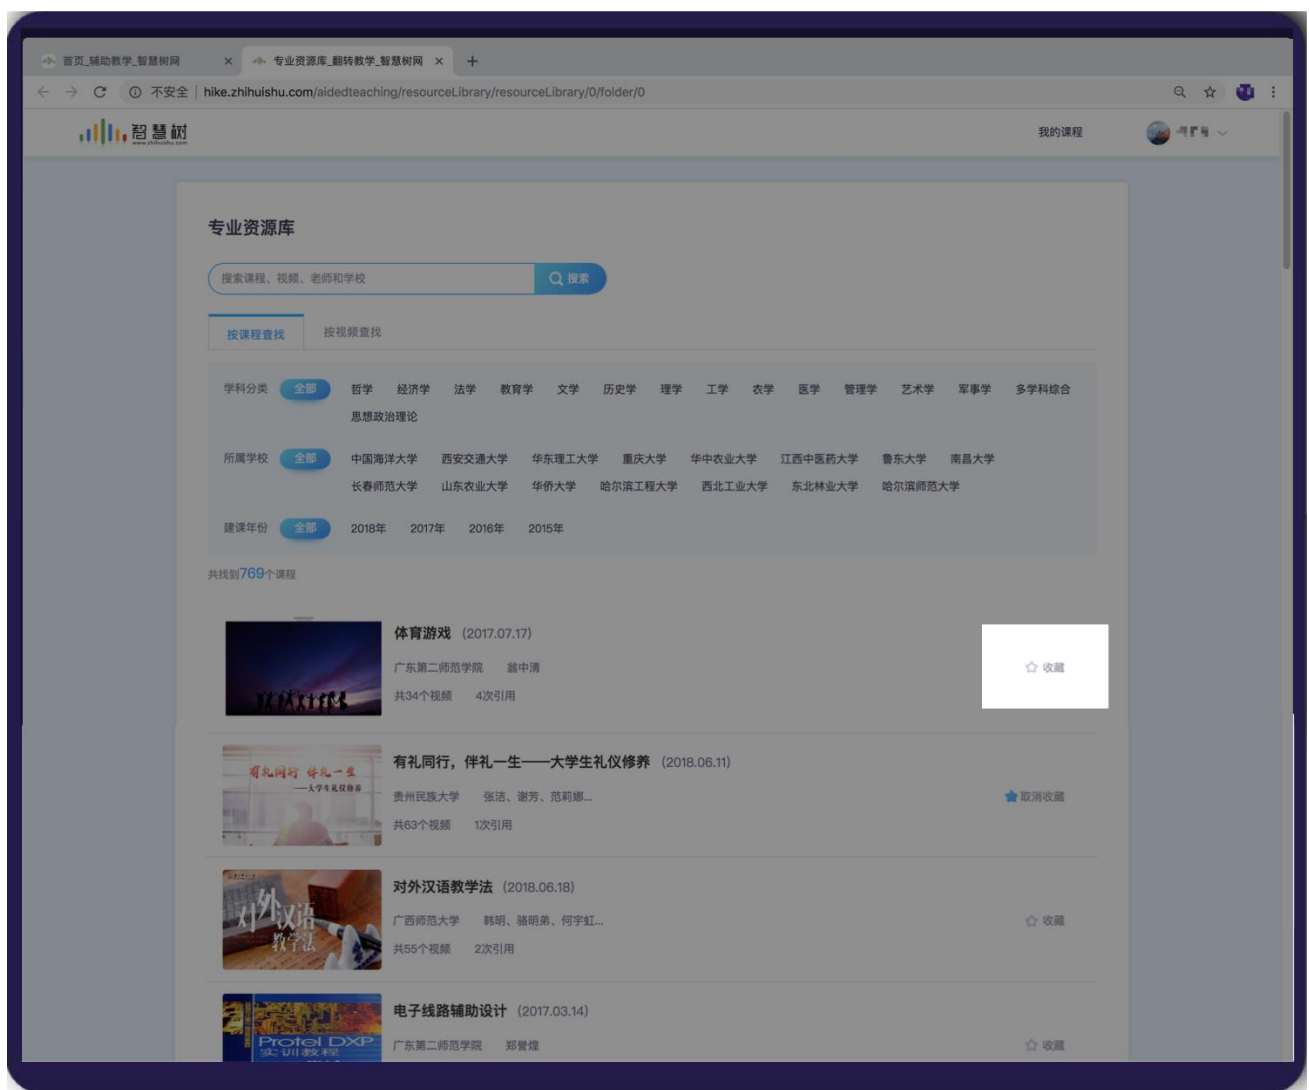 首页_辅助教学_智慧树网 × 专业资源库_翻转教学_智慧树网 × +
不安全 | hike.zhihuishu.com/aidedteaching/resourceLibrary/resourceLibrary/0/folder/0
智慧树 我的课程
www.zhihuishu.com
专业资源库
搜索课程、视频、老师和学校 搜索
按课程查找 按视频查找
学科分类 全部 哲学 经济学 法学 教育学 文学 历史学 理学 工学 农学 医学 管理学 艺术学 军事学 多学科综合
思想政治理论
所属学校 全部 中国海洋大学 西安交通大学 华东理工大学 重庆大学 华中农业大学 江西中医药大学 鲁东大学 南昌大学
长春师范大学 山东农业大学 华侨大学 哈尔滨工程大学 西北工业大学 东北林业大学 哈尔滨师范大学
建课年份 全部 2018年 2017年 2016年 2015年
共找到769个课程
体育游戏 (2017.07.17)
广东第二师范学院 翁中清 收藏
共34个视频 4次引用
有礼同行 伴礼一生
——大学生礼仪修养
有礼同行，伴礼一生——大学生礼仪修养 (2018.06.11)
贵州民族大学 张洁、谢芳、范莉娜... 取消收藏
共63个视频 1次引用
对外汉语
教学法
对外汉语教学法 (2018.06.18)
广西师范大学 韩明、骆明弟、何宇虹... 收藏
共55个视频 2次引用
Protel DXP
实训教程
电子线路辅助设计 (2017.03.14)
广东第二师范学院 郑誉煌 收藏